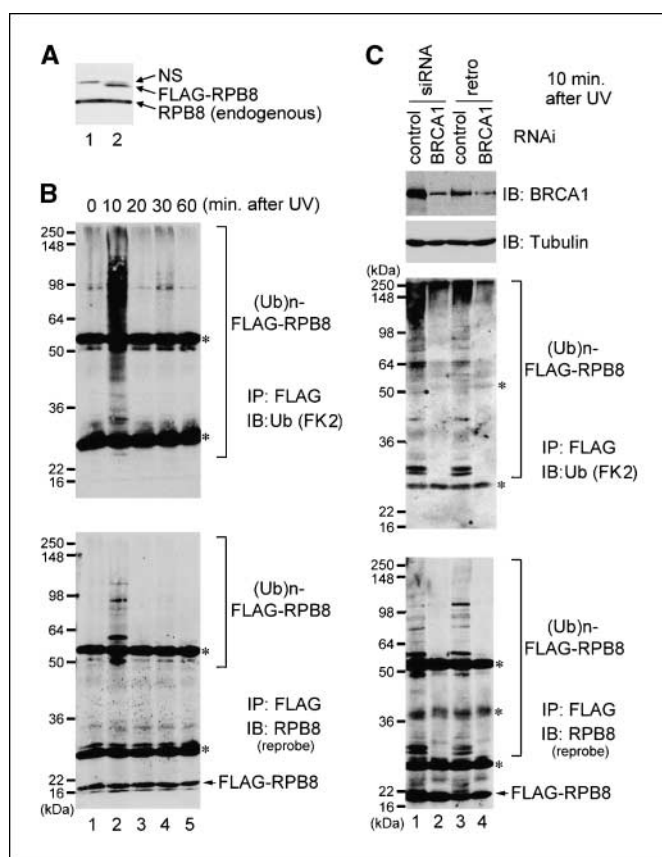 A
NS
FLAG-RPB8
RPB8 (endogenous)
1 2
B
0 10 20 30 60 (min. after UV)
250
148
98
64
50
36
22
16
(Ub)n-
FLAG-RPB8
*
IP: FLAG
IB:Ub (FK2)
*
250
148
98
64
50
36
22
16
(kDa)
(Ub)n-
FLAG-RPB8
*
IP: FLAG
IB: RPB8
(reprobe)
*
FLAG-RPB8
1 2 3 4 5
C
siRNA
retro
10 min.
after UV
control
BRCA1
control
BRCA1
RNAi
IB: BRCA1
IB: Tubulin
(kDa)
250
148
98
64
50
36
22
16
(Ub)n-
FLAG-RPB8
*
IP: FLAG
IB:Ub (FK2)
*
250
148
98
64
50
36
22
16
(kDa)
(Ub)n-
FLAG-RPB8
*
*
IP: FLAG
IB: RPB8
(reprobe)
*
FLAG-RPB8
1 2 3 4